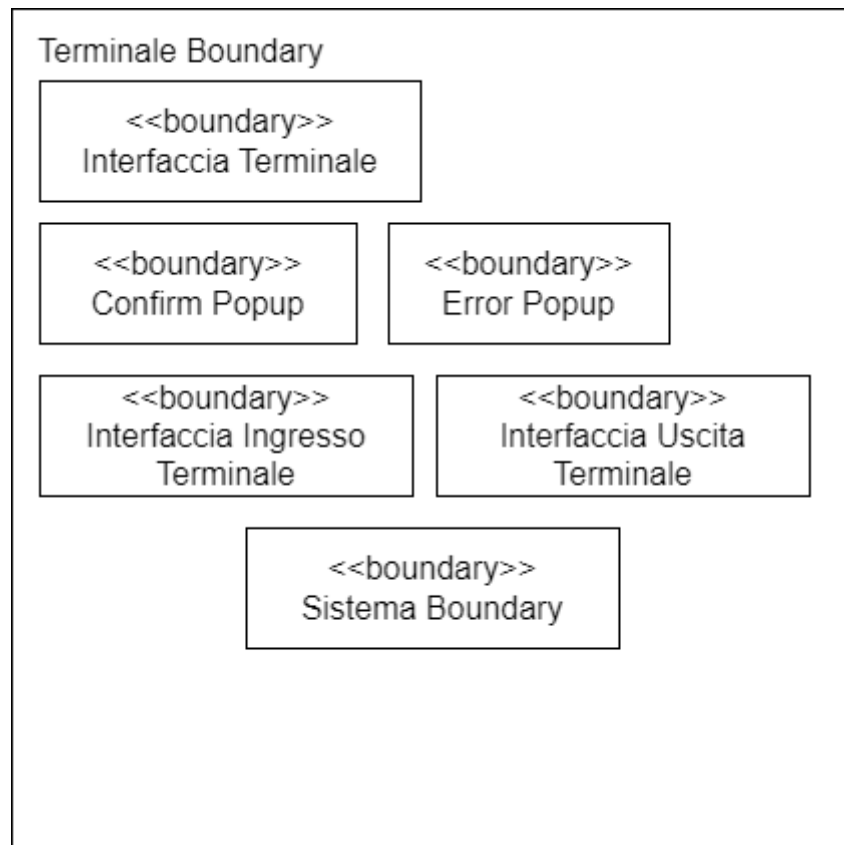 Terminale Boundary
<<boundary>>
Interfaccia Terminale
<<boundary>>
Confirm Popup
<<boundary>>
Error Popup
<<boundary>>
Interfaccia Ingresso
Terminale
<<boundary>>
Interfaccia Uscita
Terminale
<<boundary>>
Sistema Boundary